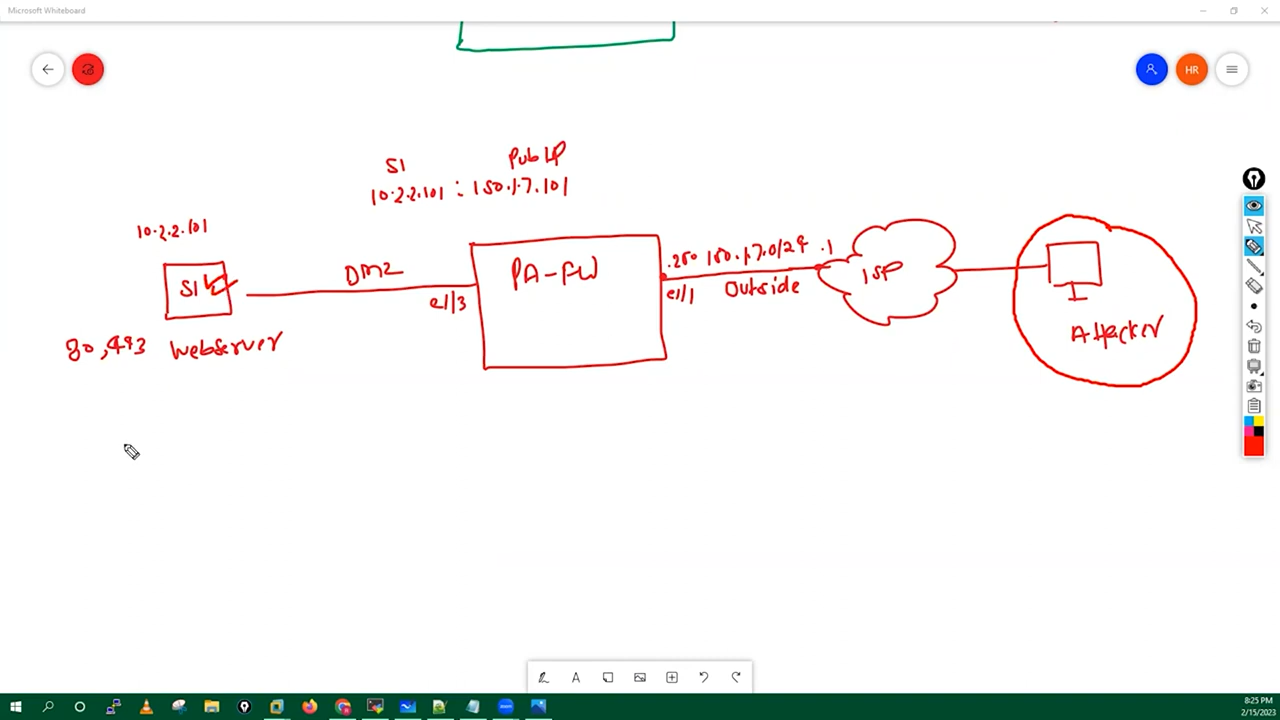 Microsoft Whiteboard
HR
S1 Pub IP
10.2.2.101 : 150.1.7.101
10.2.2.101
S1
DMZ
e1/3
PA-FW
.250 150.1.7.0/24 .1
e1/1 Outside
ISP
Attacker
80,443 Webserver
A
8:25 PM
2/15/2023